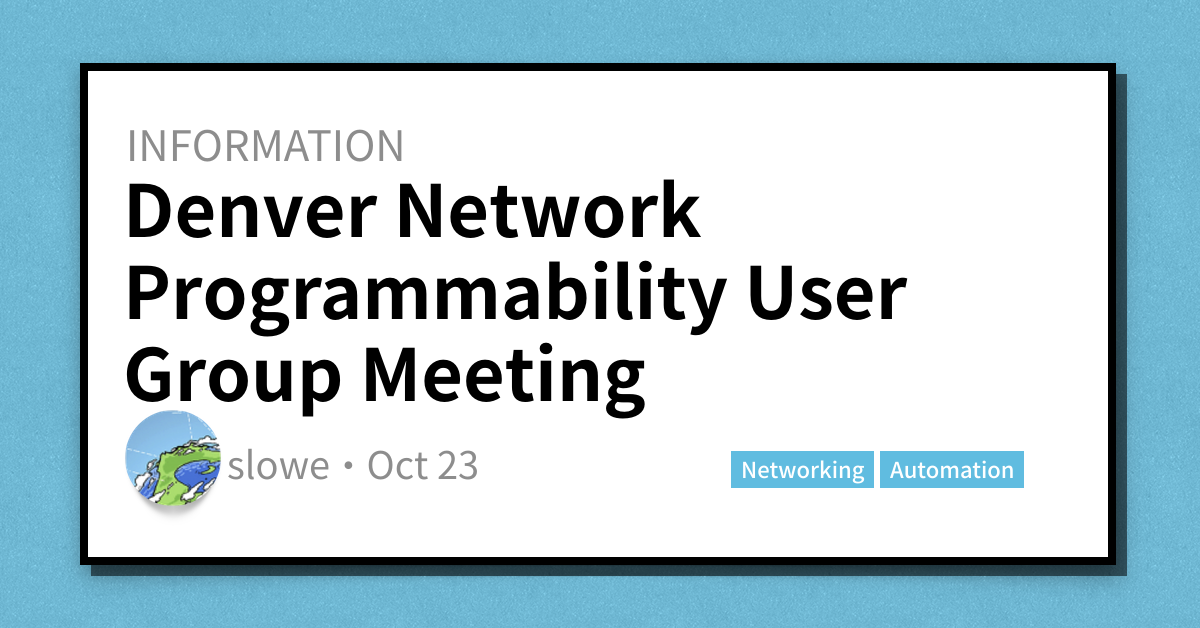 INFORMATION
Denver Network
Programmability User
Group Meeting
slowe • Oct 23
Networking
Automation